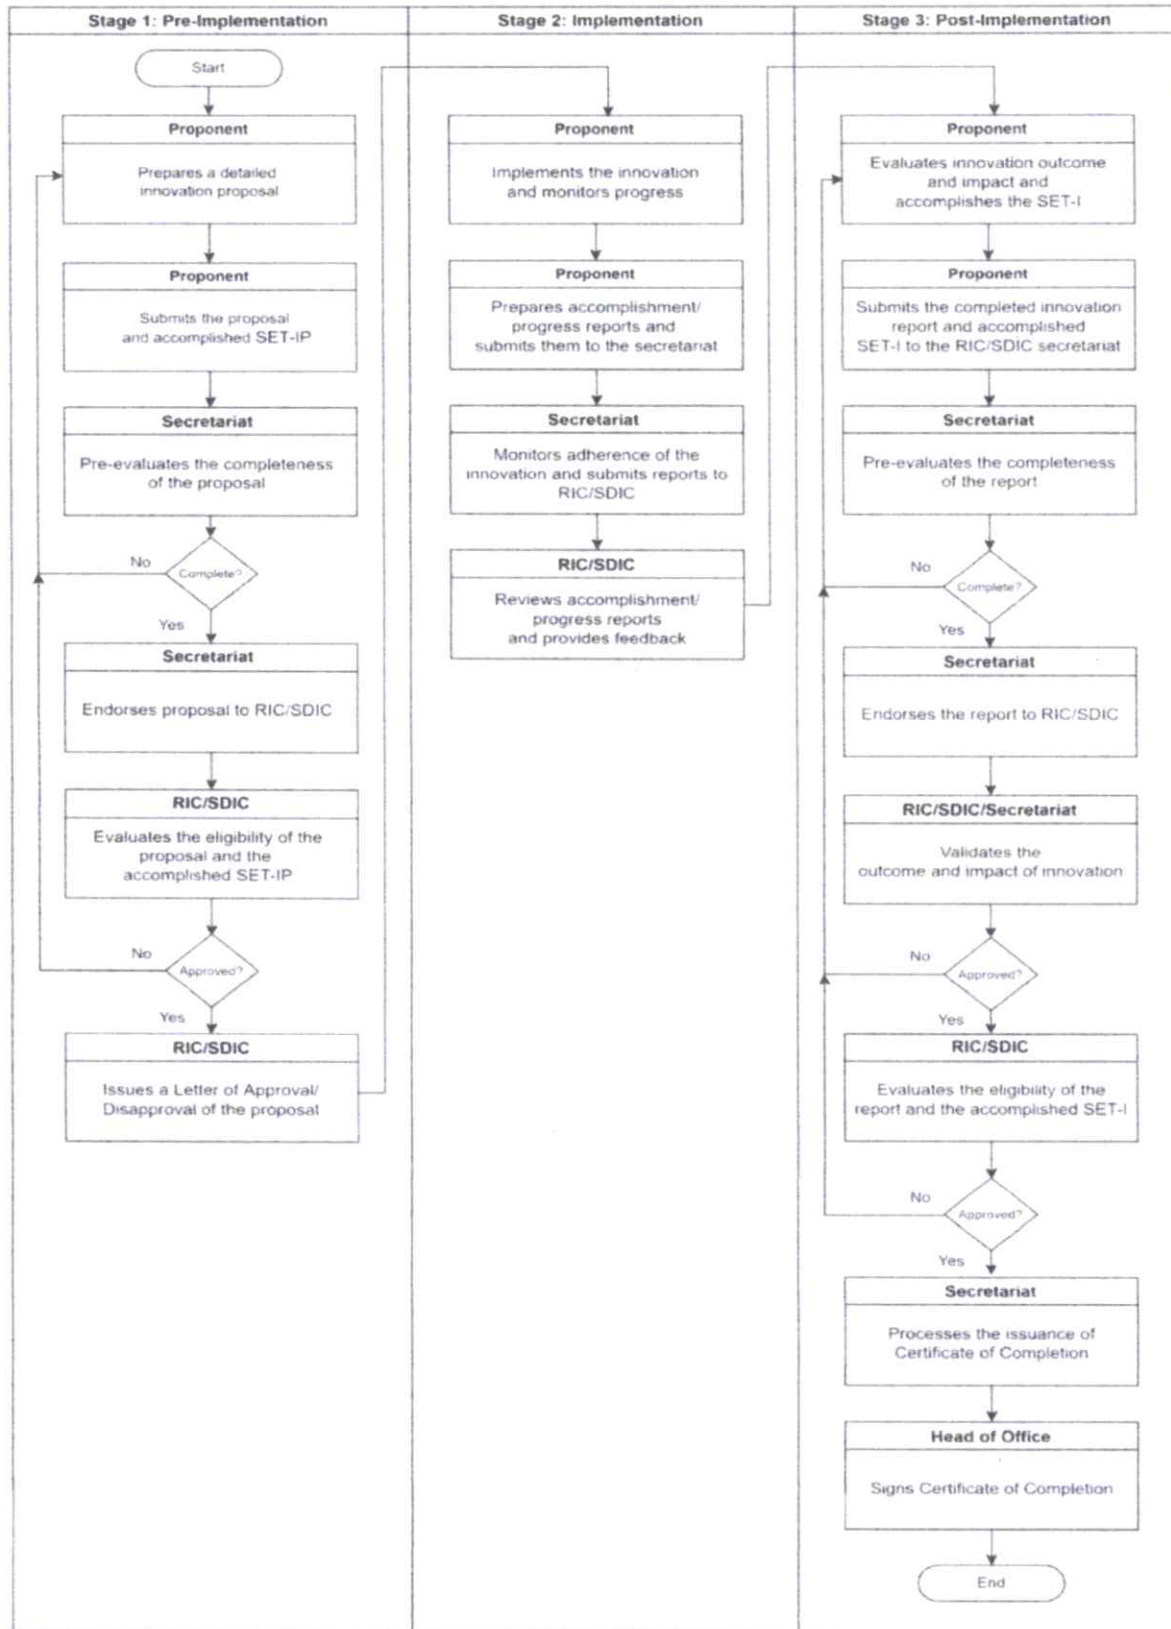 Stage 1: Pre-Implementation
Start
Proponent
Prepares a detailed
innovation proposal
Proponent
Submits the proposal
and accomplished SET-IP
Secretariat
Pre-evaluates the completeness
of the proposal
No
Complete?
Yes
Secretariat
Endorses proposal to RIC/SDIC
RIC/SDIC
Evaluates the eligibility of the
proposal and the
accomplished SET-IP
No
Approved?
Yes
RIC/SDIC
Issues a Letter of Approval/
Disapproval of the proposal
Stage 2: Implementation
Proponent
Implements the innovation
and monitors progress
Proponent
Prepares accomplishment/
progress reports and
submits them to the secretariat
Secretariat
Monitors adherence of the
innovation and submits reports to
RIC/SDIC
RIC/SDIC
Reviews accomplishment/
progress reports
and provides feedback
Stage 3: Post-Implementation
Proponent
Evaluates innovation outcome
and impact and
accomplishes the SET-I
Proponent
Submits the completed innovation
report and accomplished
SET-I to the RIC/SDIC secretariat
Secretariat
Pre-evaluates the completeness
of the report
No
Complete?
Yes
Secretariat
Endorses the report to RIC/SDIC
RIC/SDIC/Secretariat
Validates the
outcome and impact of innovation
No
Approved?
Yes
RIC/SDIC
Evaluates the eligibility of the
report and the accomplished SET-I
No
Approved?
Yes
Secretariat
Processes the issuance of
Certificate of Completion
Head of Office
Signs Certificate of Completion
End